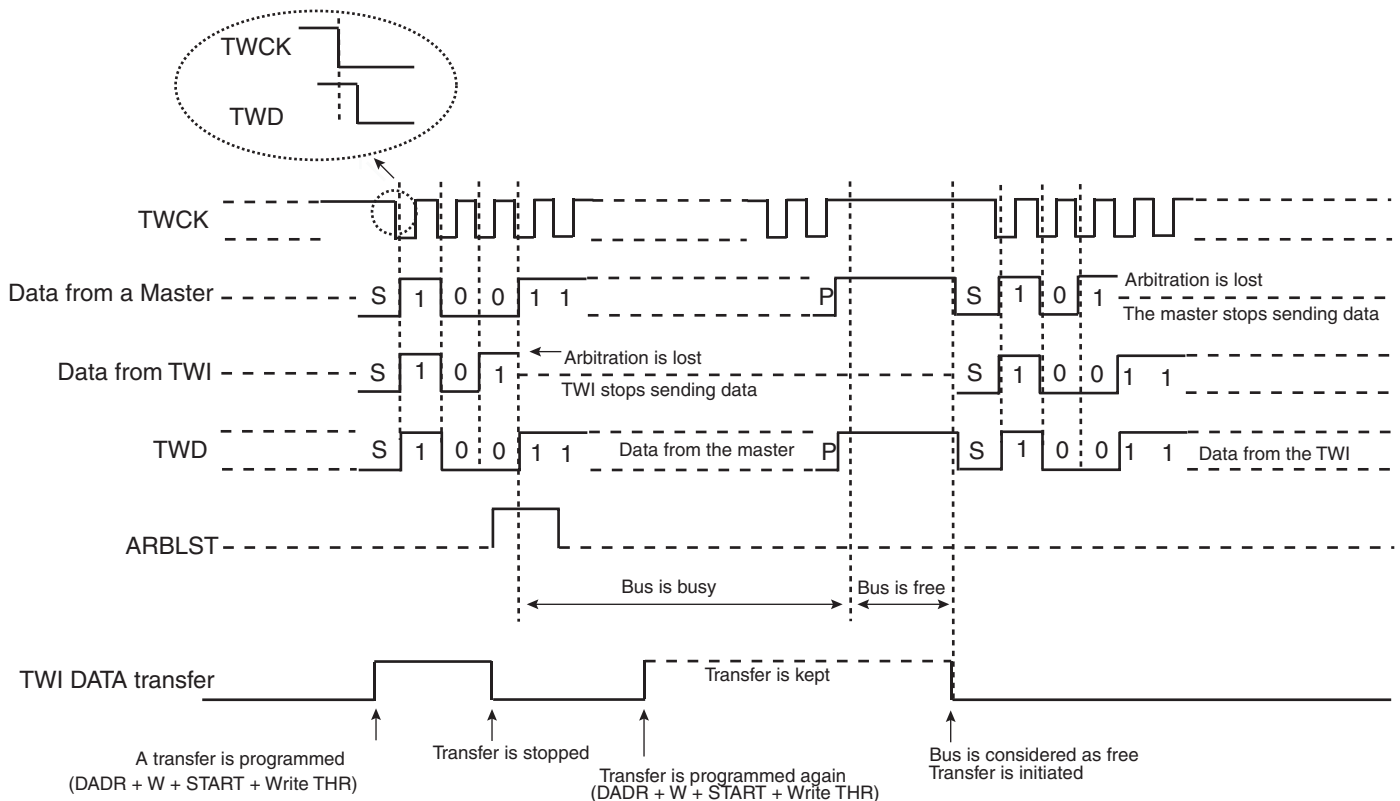 TWCK
TWD
TWCK
Data from a Master S 1 0 0 1 1 P S 1 0 1 Arbitration is lost
The master stops sending data
Data from TWI S 1 0 1 Arbitration is lost S 1 0 0 1 1
TWI stops sending data
TWD S 1 0 0 1 1 Data from the master P S 1 0 0 1 1 Data from the TWI
ARBLST
Bus is busy Bus is free
TWI DATA transfer Transfer is kept
A transfer is programmed
(DADR + W + START + Write THR)
Transfer is stopped
Transfer is programmed again
(DADR + W + START + Write THR)
Bus is considered as free
Transfer is initiated